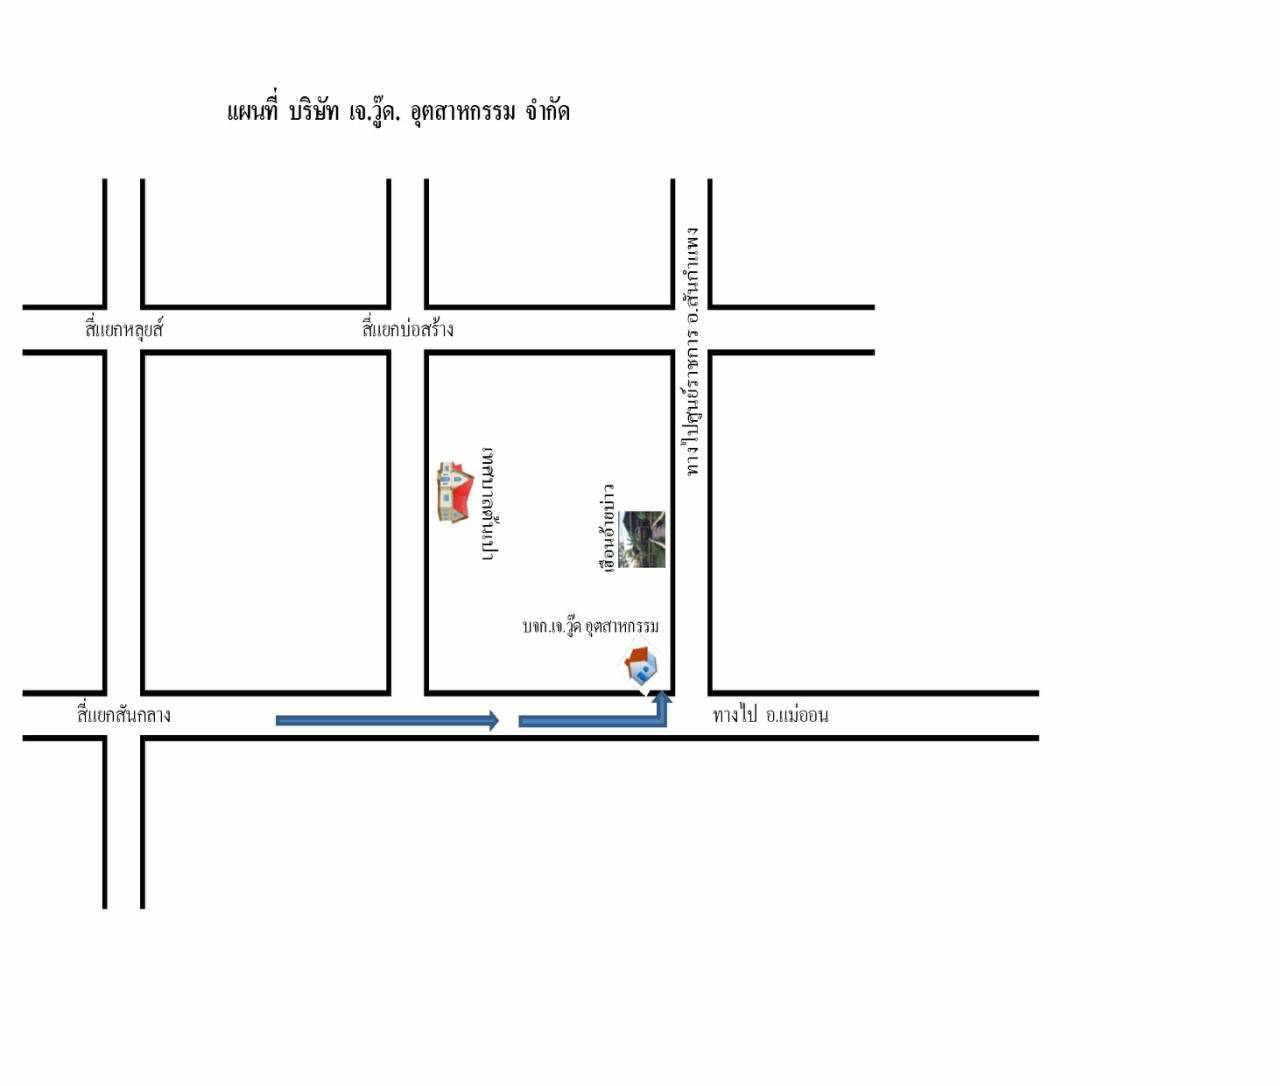 แผนที่ บริษัท เจ.วู๊ด. อุตสาหกรรม จำกัด
สี่แยกหลุยส์
สี่แยกบ่อสร้าง
ทางไปศูนย์ราชการ อ.สันกำแพง
เทศบาลต้นเปา
เฮือนอ้ายบ่าว
บจก.เจ.วู๊ด อุตสาหกรรม
สี่แยกสันกลาง
ทางไป อ.แม่ออน